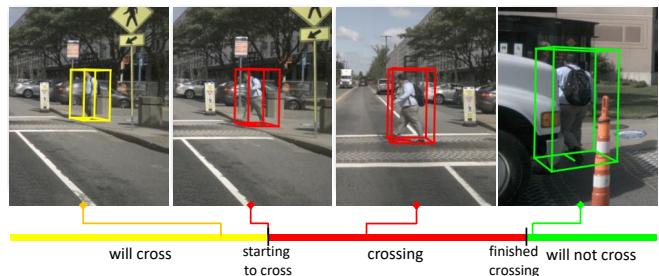 will cross
starting
to cross
crossing
finished
crossing
will not cross